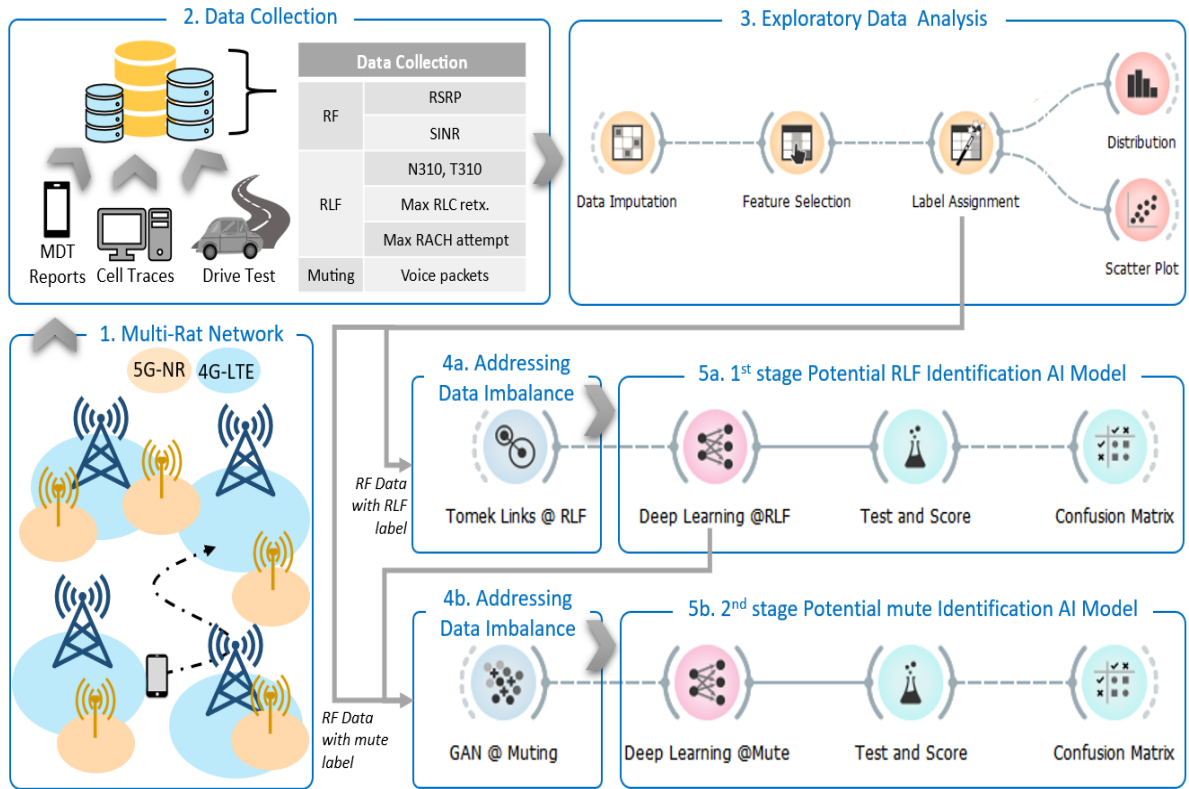 2. Data Collection
Data Collection
RF
RSRP
SINR
RLF
N310, T310
Max RLC retx.
Max RACH attempt
Muting
Voice packets
MDT
Reports
Cell Traces
Drive Test
3. Exploratory Data Analysis
Data Imputation
Feature Selection
Label Assignment
Distribution
Scatter Plot
1. Multi-Rat Network
5G-NR
4G-LTE
4a. Addressing
Data Imbalance
RF Data
with RLF
label
Tomek Links @ RLF
5a. 1st stage Potential RLF Identification AI Model
Deep Learning @RLF
Test and Score
Confusion Matrix
4b. Addressing
Data Imbalance
RF Data
with mute
label
GAN @ Muting
5b. 2nd stage Potential mute Identification AI Model
Deep Learning @Mute
Test and Score
Confusion Matrix